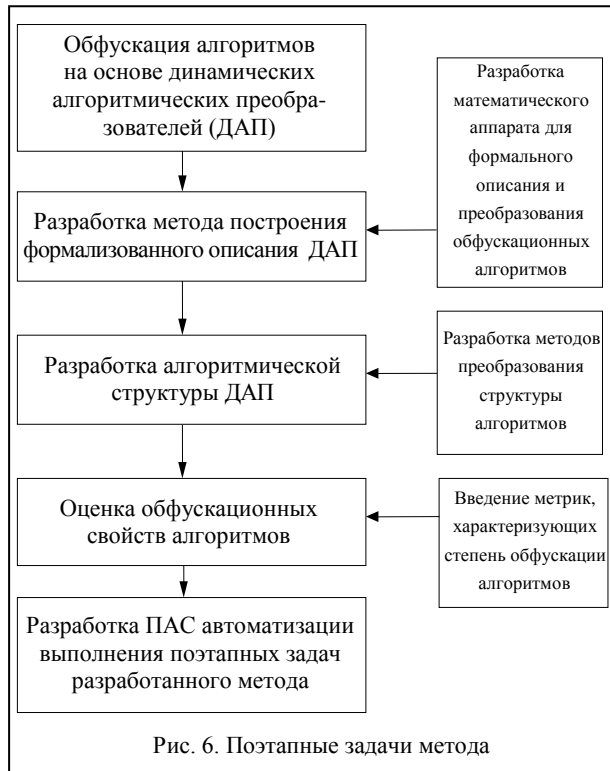 Обфускация алгоритмов
на основе динамических
алгоритмических преобра-
зователей (ДАП)
Разработка
математического
аппарата для
формального
описания и
преобразования
обфускационных
алгоритмов
Разработка метода построения
формализованного описания ДАП
Разработка алгоритмической
структуры ДАП
Разработка методов
преобразования
структуры
алгоритмов
Оценка обфускационных
свойств алгоритмов
Введение метрик,
характеризующих
степень обфускации
алгоритмов
Разработка ПАС автоматизации
выполнения поэтапных задач
разработанного метода
Рис. 6. Поэтапные задачи метода